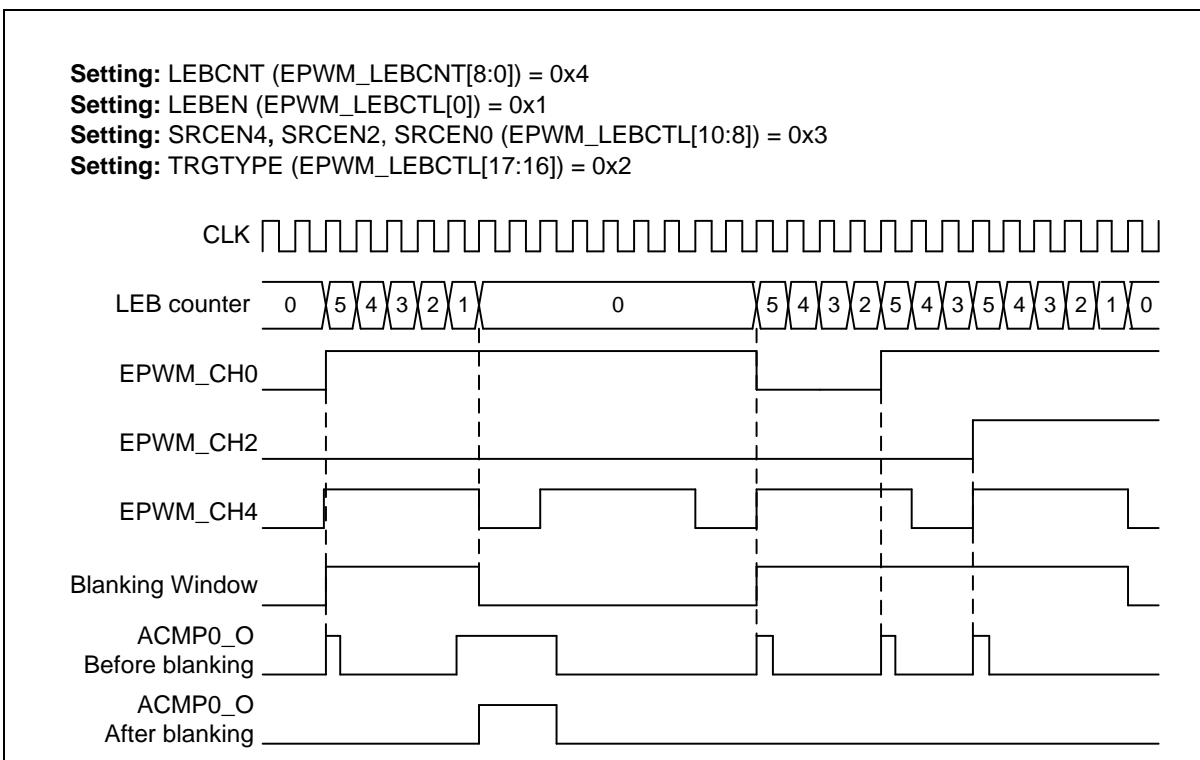 Setting: LEBCNT (EPWM_LEBCNT[8:0]) = 0x4
Setting: LEBEN (EPWM_LEBCTL[0]) = 0x1
Setting: SRCEN4, SRCEN2, SRCEN0 (EPWM_LEBCTL[10:8]) = 0x3
Setting: TRGTYPE (EPWM_LEBCTL[17:16]) = 0x2
CLK
LEB counter 0 5 4 3 2 1 0 5 4 3 2 5 4 3 5 4 3 2 1 0
EPWM_CH0
EPWM_CH2
EPWM_CH4
Blanking Window
ACMP0_O
Before blanking
ACMP0_O
After blanking